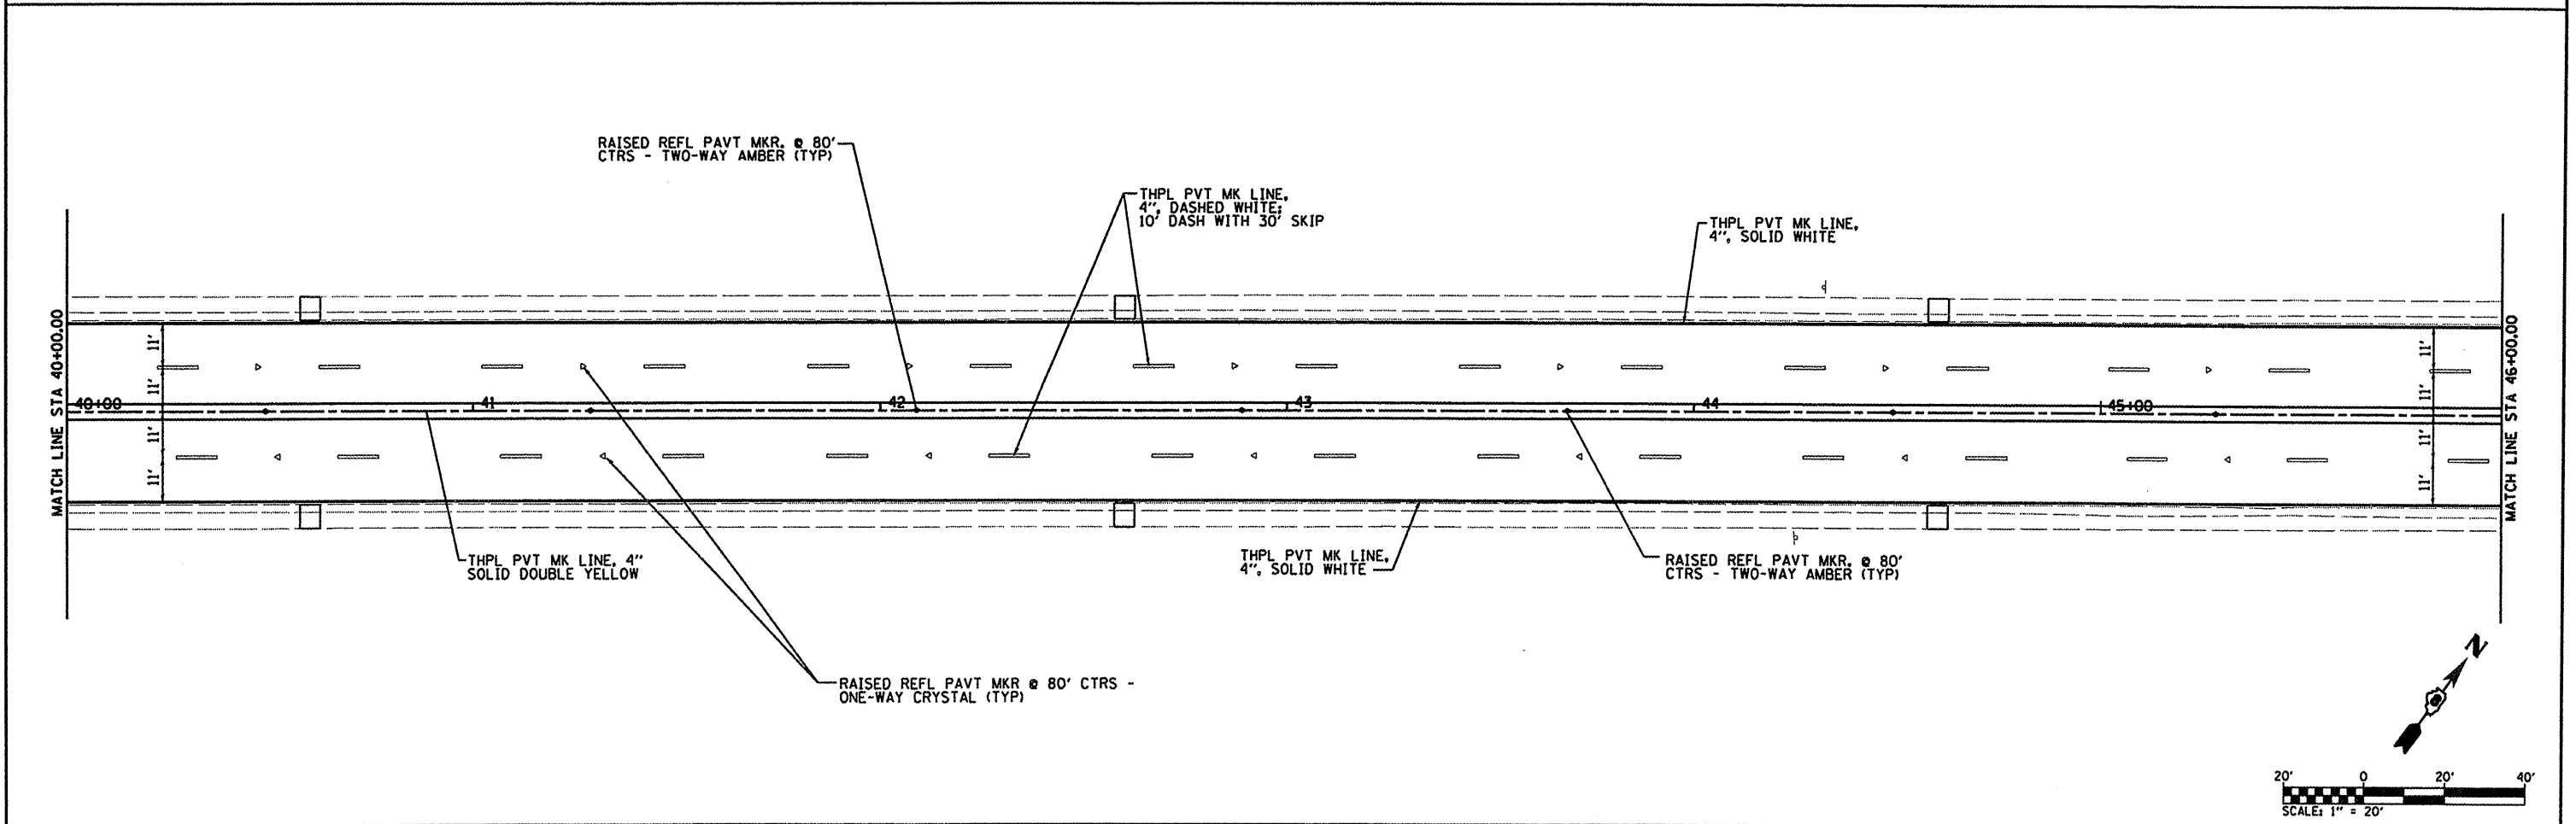 RAISED REFL PAVT MKR. @ 80'
CTRS - TWO-WAY AMBER (TYP)
THPL PVT MK LINE,
4", DASHED WHITE;
10' DASH WITH 30' SKIP
THPL PVT MK LINE,
4", SOLID WHITE
MATCH LINE STA 40+00.00
11'
11'
11'
11'
40+00
41
42
43
44
45+00
11'
11'
11'
11'
MATCH LINE STA 46+00.00
THPL PVT MK LINE, 4"
SOLID DOUBLE YELLOW
THPL PVT MK LINE,
4", SOLID WHITE
RAISED REFL PAVT MKR. @ 80'
CTRS - TWO-WAY AMBER (TYP)
RAISED REFL PAVT MKR @ 80' CTRS -
ONE-WAY CRYSTAL (TYP)
N
20' 0 20' 40'
SCALE: 1" = 20'